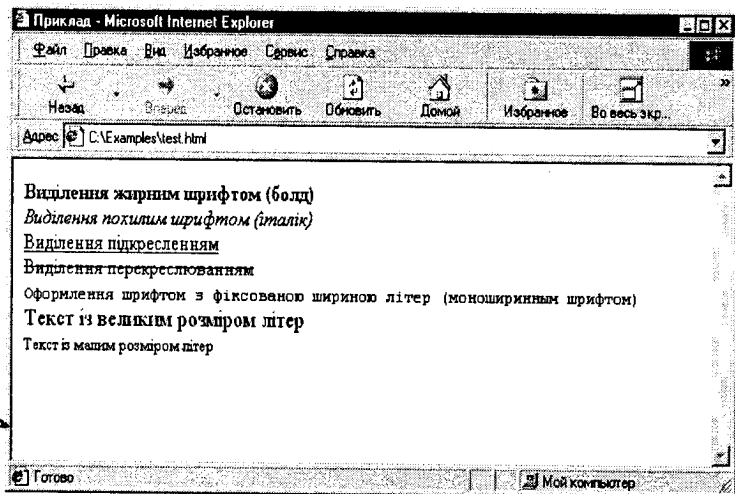 Приклад - Microsoft Internet Explorer
Файл Правка Вид Избранное Сервис Справка
Назад Вперед Остановить Обновить Домой Избранное Во весь экр...
Адрес C:\Examples\test.html
Виділення жирним шрифтом (болд)
Виділення похилим шрифтом (італік)
Виділення підкресленням
Виділення перекреслюванням
Оформлення шрифтом з фіксованою шириною літер (моноширинным шрифтом)
Текст із великим розміром літер
Текст із малим розміром літер
Готово Мой компьютер